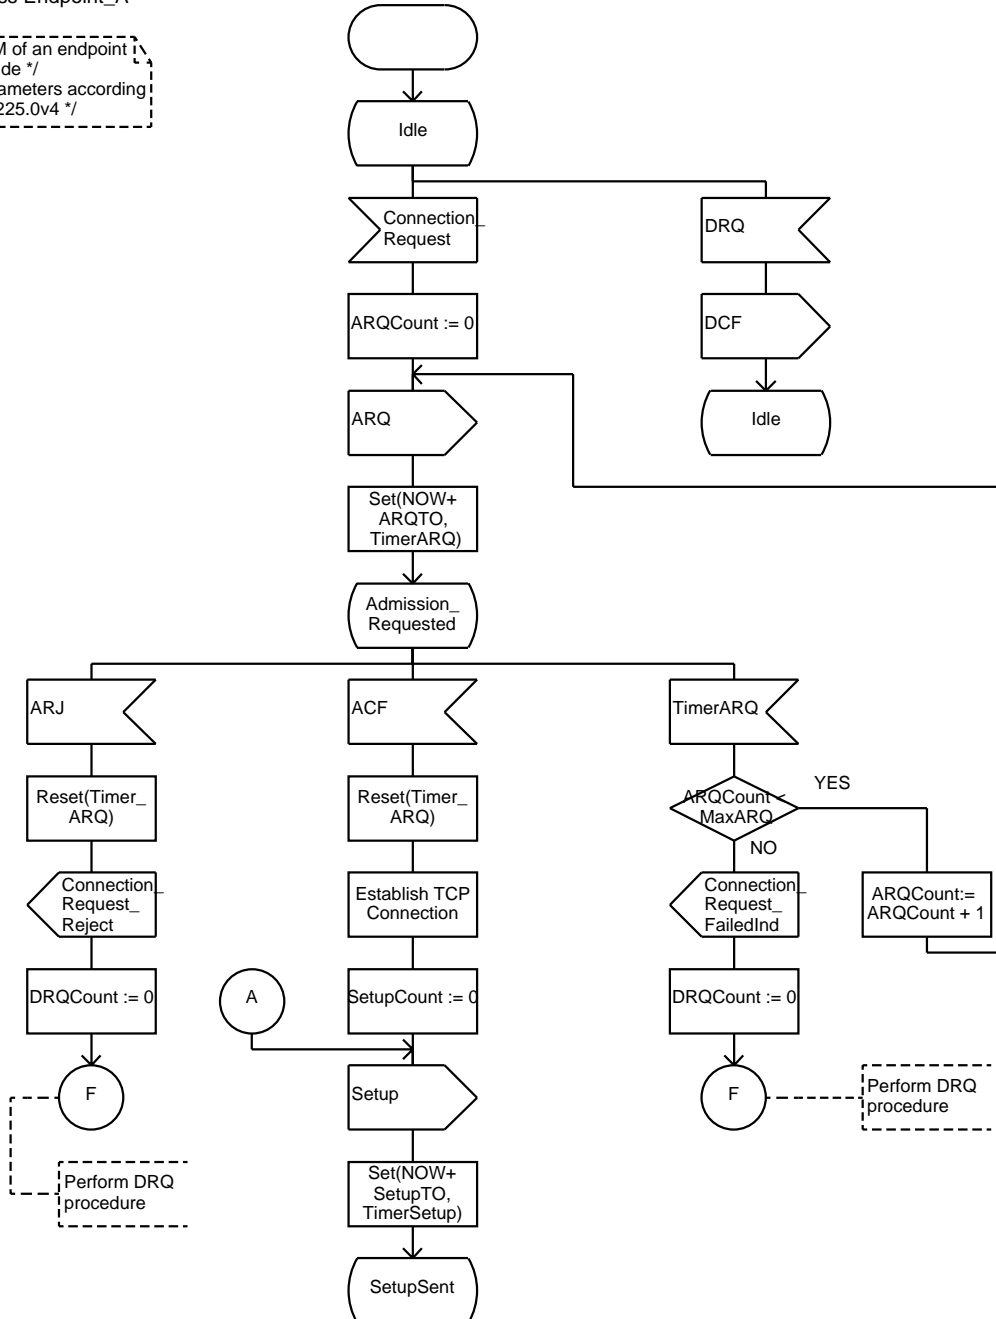 Endpoint_A
of an endpoint
de */
ameters according
225.0v4 */
Idle
Connection_
Request
DRQ
ARQCount := 0
DCF
ARQ
Idle
Set(NOW+
ARQTO,
TimerARQ)
Admission_
Requested
ARJ
ACF
TimerARQ
Reset(Timer_
ARQ)
Reset(Timer_
ARQ)
ARQCount <
MaxARQ
YES
NO
Connection_
Request_
Reject
Establish TCP
Connection
Connection_
Request_
FailedInd
ARQCount:=
ARQCount + 1
DRQCount := 0
A
SetupCount := 0
DRQCount := 0
F
Setup
F
Perform DRQ
procedure
Perform DRQ
procedure
Set(NOW+
SetupTO,
TimerSetup)
SetupSent